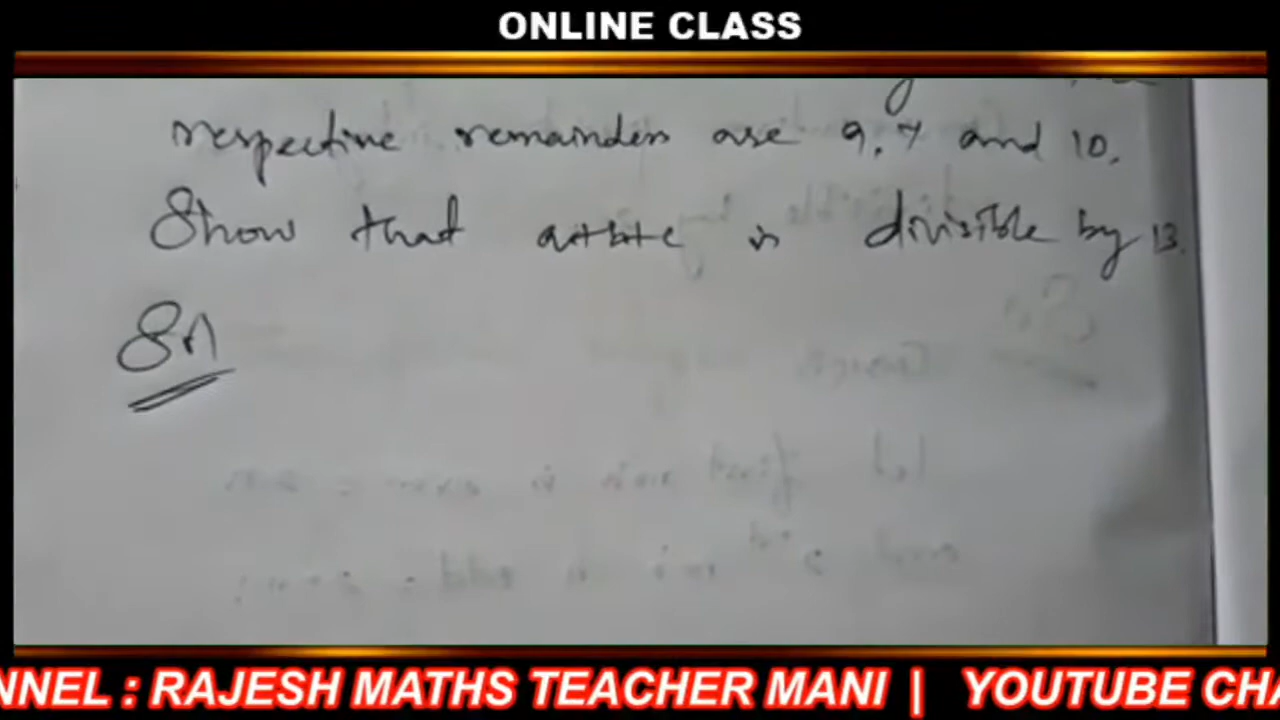 ONLINE CLASS
respective remainders are 9, 7 and 10.
Show that a+b+c is divisible by 13.
Sol
NNEL : RAJESH MATHS TEACHER MANI | YOUTUBE CHA